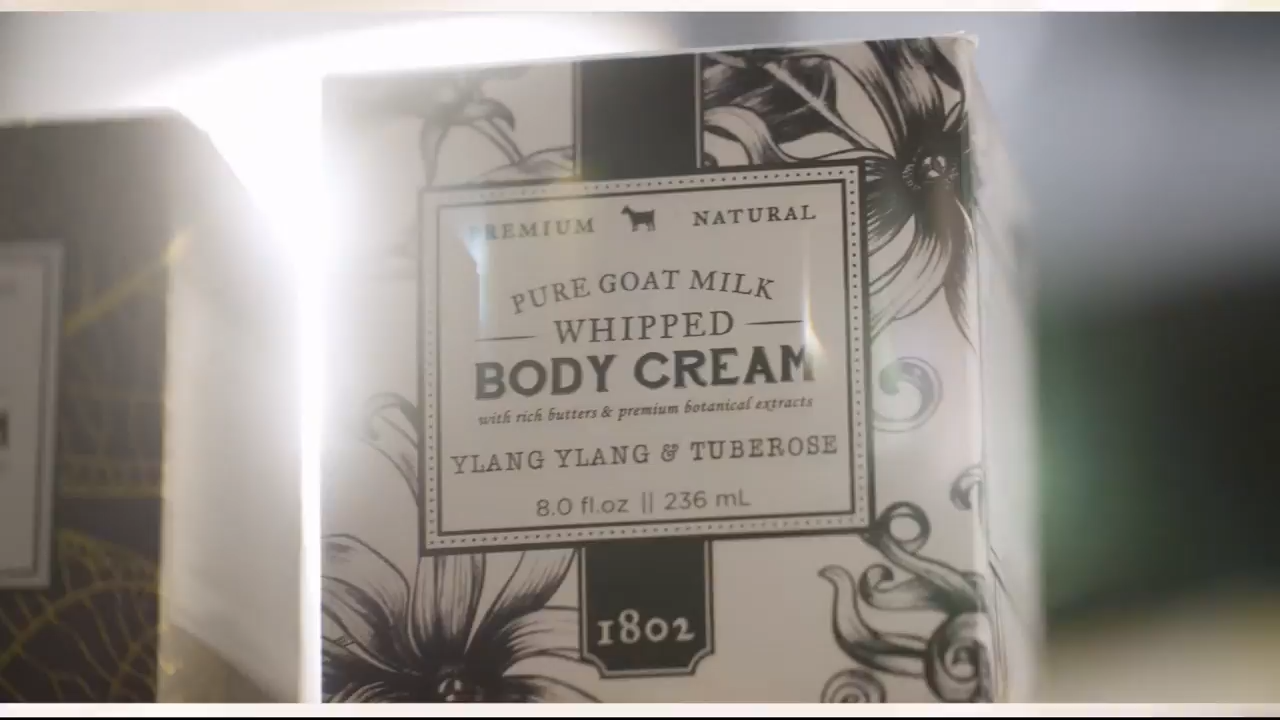 PREMIUM NATURAL
PURE GOAT MILK
WHIPPED
BODY CREAM
with rich butters & premium botanical extracts
YLANG YLANG & TUBEROSE
8.0 fl.oz || 236 mL
1802